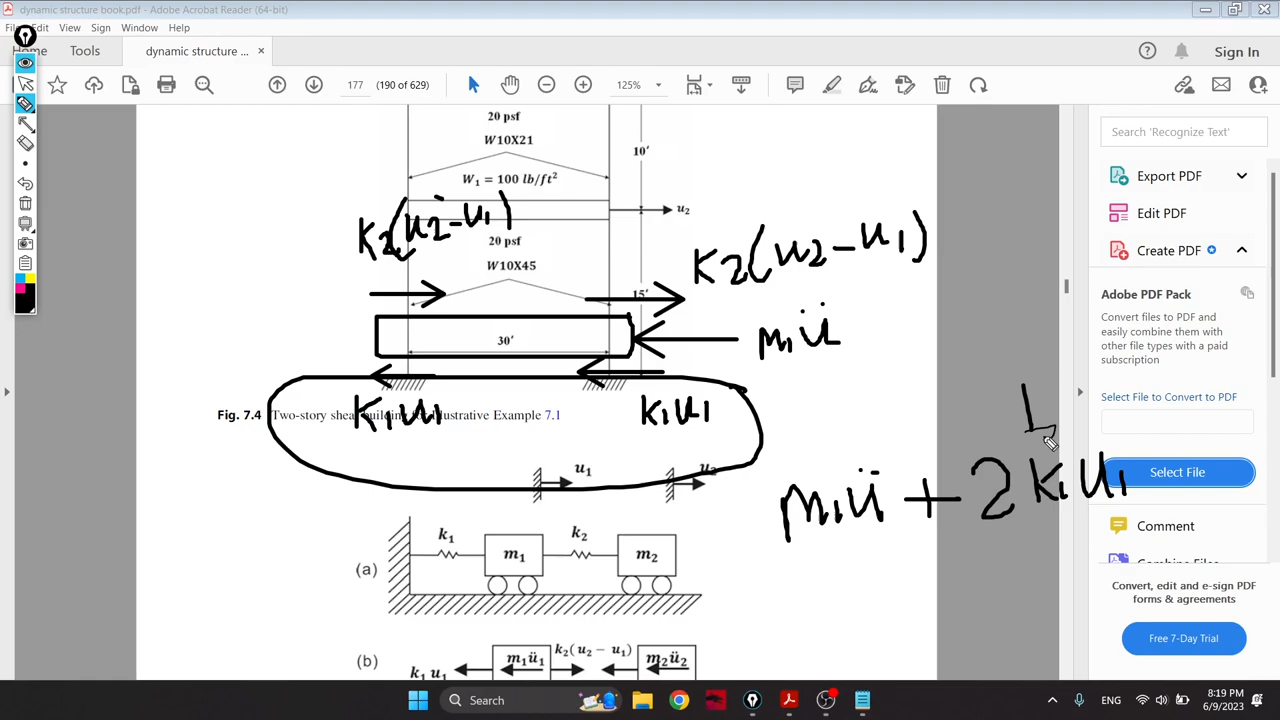 dynamic structure book.pdf - Adobe Acrobat Reader (64-bit)
File Edit View Sign Window Help
Home Tools dynamic structure ... × Sign In
177 (190 of 629) 125%
20 psf
W10X21
10′
W₁ = 100 lb/ft²
u₂
K2(u2-u1)
20 psf
W10X45
K2(u2-u1)
15′
30′
m1ü
K1u1 K1u1
Fig. 7.4 Two-story shear building for Illustrative Example 7.1
m1ü + 2K1u1
u₁ u₂
k₁ k₂
(a) m₁ m₂
(b) k₁ u₁ m₁ü₁ k₂(u₂ − u₁) m₂ü₂
Search 'Recognize Text'
Export PDF
Edit PDF
Create PDF
Adobe PDF Pack
Convert files to PDF and
easily combine them with
other file types with a paid
subscription
Select File to Convert to PDF
Select File
Comment
Combine Files
Convert, edit and e-sign PDF
forms & agreements
Free 7-Day Trial
Search
ENG
8:19 PM
6/9/2023